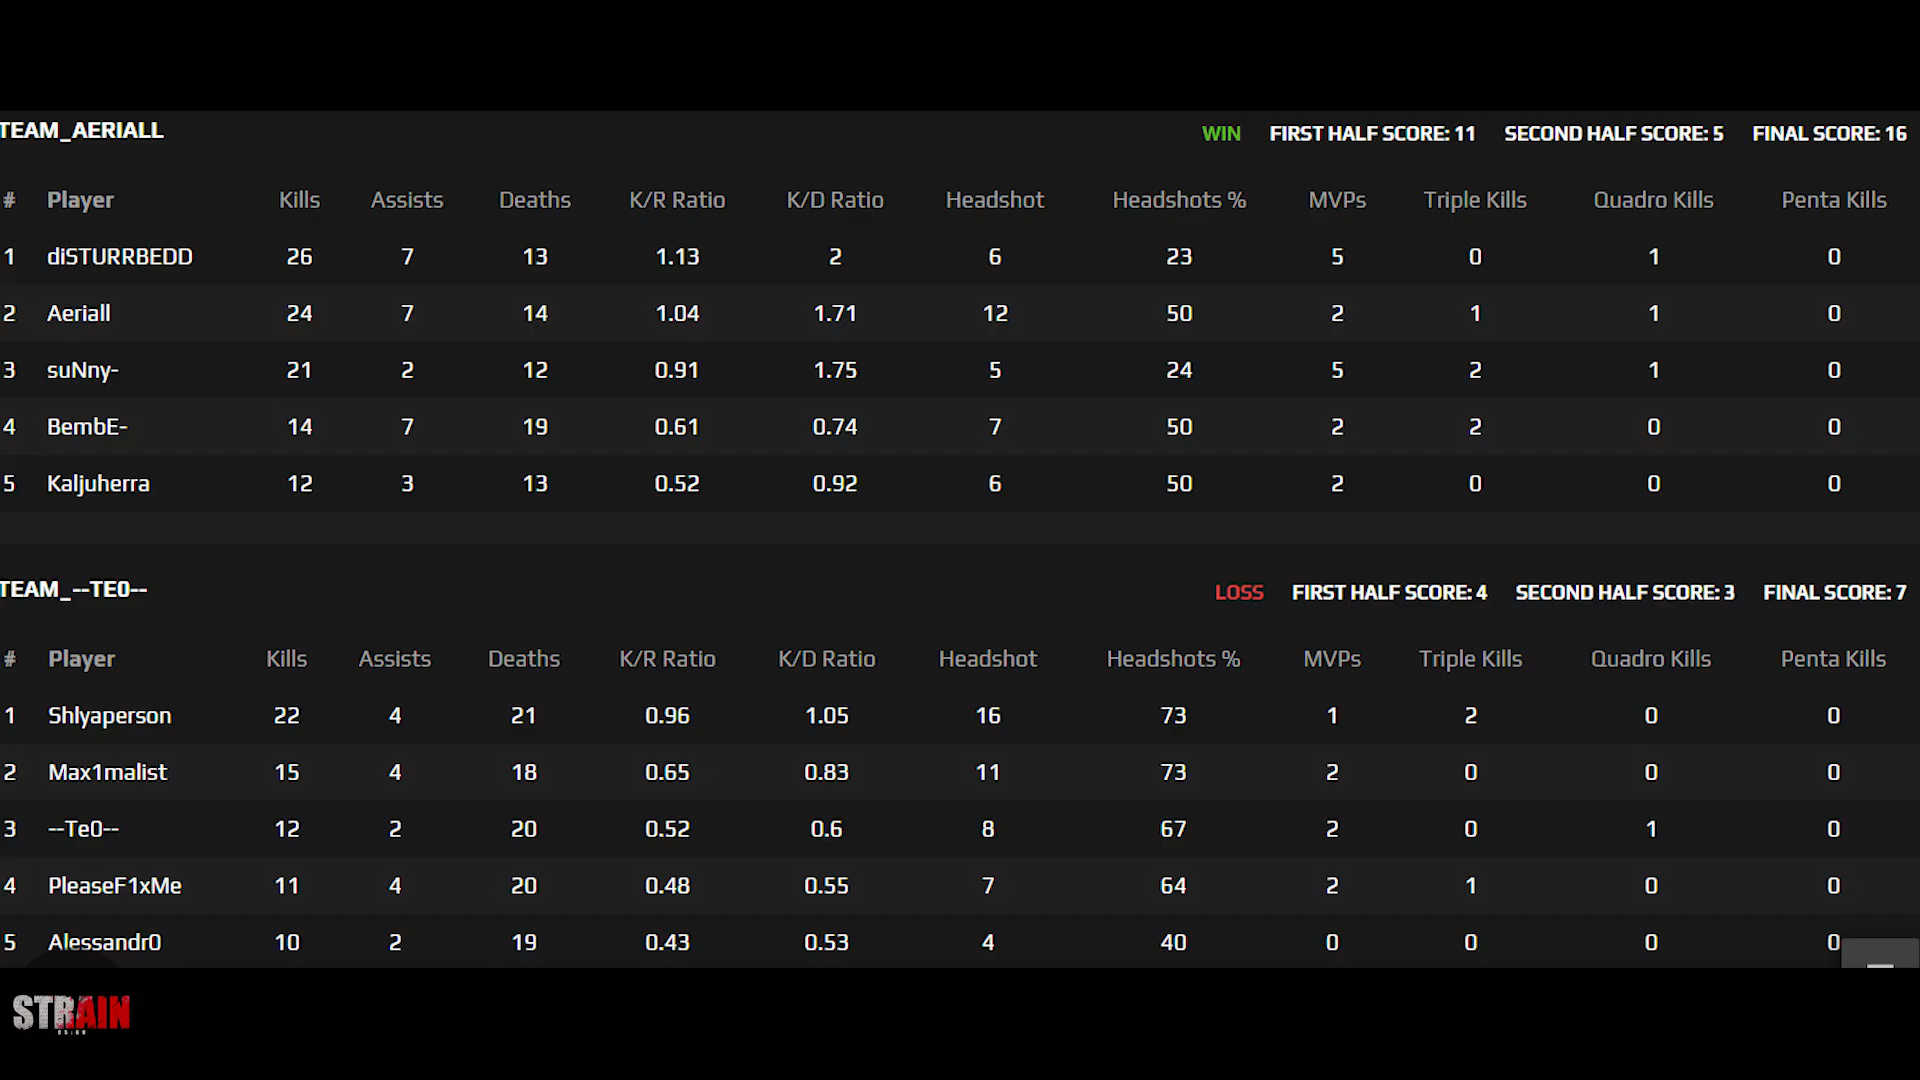 TEAM_AERIALL WIN FIRST HALF SCORE: 11 SECOND HALF SCORE: 5 FINAL SCORE: 16
# Player Kills Assists Deaths K/R Ratio K/D Ratio Headshot Headshots % MVPs Triple Kills Quadro Kills Penta Kills
1 diSTURRBEDD 26 7 13 1.13 2 6 23 5 0 1 0
2 Aeriall 24 7 14 1.04 1.71 12 50 2 1 1 0
3 suNny- 21 2 12 0.91 1.75 5 24 5 2 1 0
4 BembE- 14 7 19 0.61 0.74 7 50 2 2 0 0
5 Kaljuherra 12 3 13 0.52 0.92 6 50 2 0 0 0
TEAM_--TE0-- LOSS FIRST HALF SCORE: 4 SECOND HALF SCORE: 3 FINAL SCORE: 7
# Player Kills Assists Deaths K/R Ratio K/D Ratio Headshot Headshots % MVPs Triple Kills Quadro Kills Penta Kills
1 Shlyaperson 22 4 21 0.96 1.05 16 73 1 2 0 0
2 Max1malist 15 4 18 0.65 0.83 11 73 2 0 0 0
3 --Te0-- 12 2 20 0.52 0.6 8 67 2 0 1 0
4 PleaseF1xMe 11 4 20 0.48 0.55 7 64 2 1 0 0
5 Alessandr0 10 2 19 0.43 0.53 4 40 0 0 0 0
STRAIN